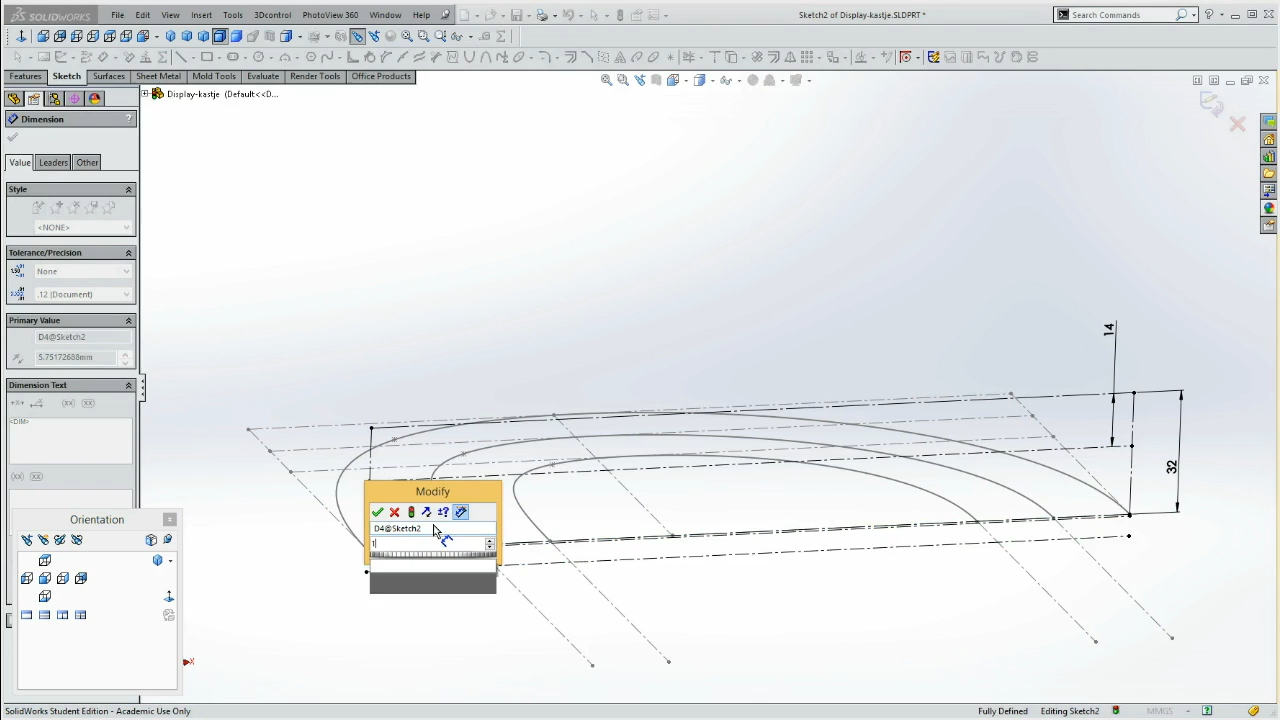 SOLIDWORKS File Edit View Insert Tools 3Dcontrol PhotoView 360 Window Help Sketch2 of Display-kastje.SLDPRT * Search Commands
Features Sketch Surfaces Sheet Metal Mold Tools Evaluate Render Tools Office Products
Display-kastje (Default<<D...
Dimension ?
Value Leaders Other
Style
<NONE>
Tolerance/Precision
None
.12 (Document)
Primary Value
D4@Sketch2
5.75172688mm
Dimension Text
<DIM>
Orientation
14
32
Modify
D4@Sketch2
1
x
SolidWorks Student Edition - Academic Use Only Fully Defined Editing Sketch2 MMGS